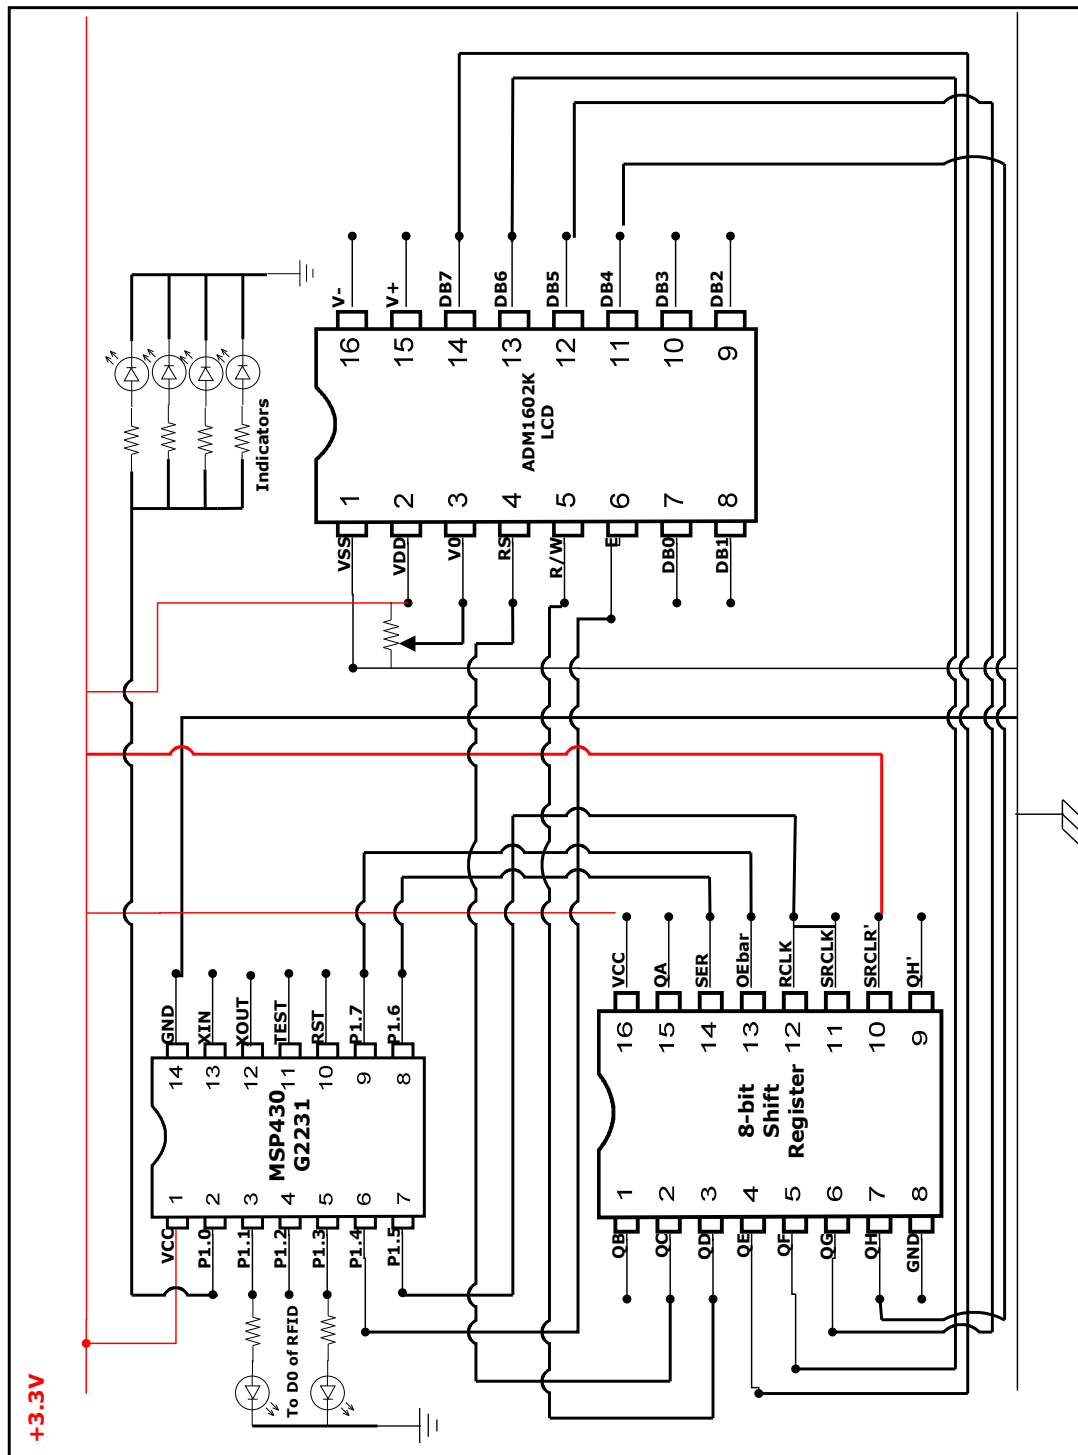 +3.3V
Indicators
V-
V+
DB7
DB6
DB5
DB4
DB3
DB2
16
15
14
13
12
11
10
9
ADM1602K
LCD
1
2
3
4
5
6
7
8
VSS
VDD
V0
RS
R/W
E
DB0
DB1
GND
XIN
XOUT
TEST
RST
P1.7
P1.6
14
13
12
11
10
9
8
MSP430
G2231
1
2
3
4
5
6
7
VCC
P1.0
P1.1
P1.2
P1.3
P1.4
P1.5
To D0 of RFID
VCC
QA
SER
OEbar
RCLK
SRCLK
SRCLR'
QH'
16
15
14
13
12
11
10
9
8-bit
Shift
Register
1
2
3
4
5
6
7
8
QB
QC
QD
QE
QF
QG
QH
GND